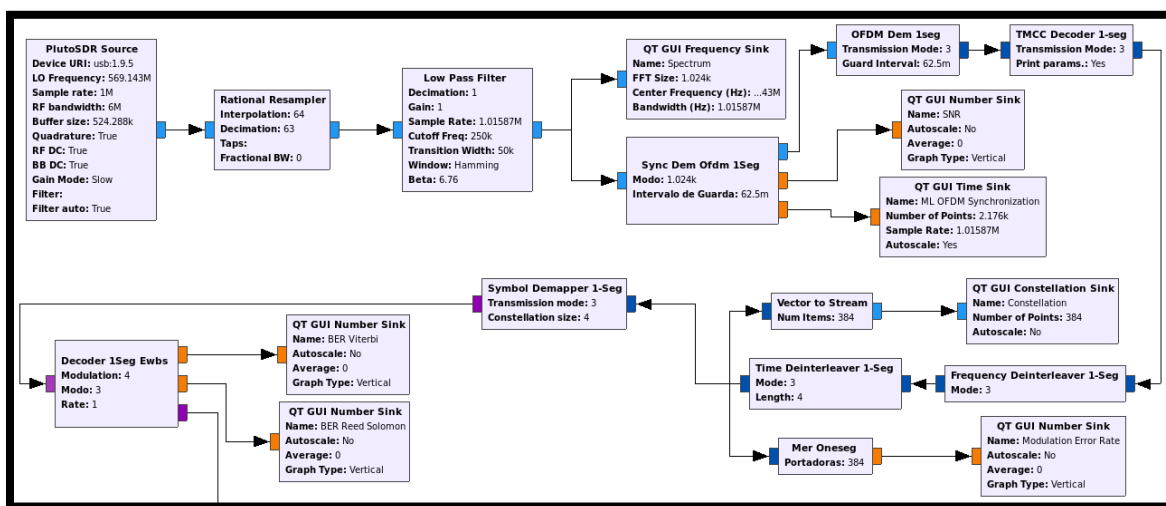 PlutoSDR Source
Device URI: usb:1.9.5
LO Frequency: 569.143M
Sample rate: 1M
RF bandwidth: 6M
Buffer size: 524.288k
Quadrature: True
RF DC: True
BB DC: True
Gain Mode: Slow
Filter:
Filter auto: True
Rational Resampler
Interpolation: 64
Decimation: 63
Taps:
Fractional BW: 0
Low Pass Filter
Decimation: 1
Gain: 1
Sample Rate: 1.01587M
Cutoff Freq: 250k
Transition Width: 50k
Window: Hamming
Beta: 6.76
QT GUI Frequency Sink
Name: Spectrum
FFT Size: 1.024k
Center Frequency (Hz): ...43M
Bandwidth (Hz): 1.01587M
Sync Dem Ofdm 1Seg
Modo: 1.024k
Intervalo de Guarda: 62.5m
OFDM Dem 1seg
Transmission Mode: 3
Guard Interval: 62.5m
TMCC Decoder 1-seg
Transmission Mode: 3
Print params.: Yes
QT GUI Number Sink
Name: SNR
Autoscale: No
Average: 0
Graph Type: Vertical
QT GUI Time Sink
Name: ML OFDM Synchronization
Number of Points: 2.176k
Sample Rate: 1.01587M
Autoscale: Yes
Symbol Demapper 1-Seg
Transmission mode: 3
Constellation size: 4
Vector to Stream
Num Items: 384
QT GUI Constellation Sink
Name: Constellation
Number of Points: 384
Autoscale: No
QT GUI Number Sink
Name: BER Viterbi
Autoscale: No
Average: 0
Graph Type: Vertical
Decoder 1Seg Ewbs
Modulation: 4
Modo: 3
Rate: 1
Time Deinterleaver 1-Seg
Mode: 3
Length: 4
Frequency Deinterleaver 1-Seg
Mode: 3
QT GUI Number Sink
Name: BER Reed Solomon
Autoscale: No
Average: 0
Graph Type: Vertical
Mer Oneseg
Portadoras: 384
QT GUI Number Sink
Name: Modulation Error Rate
Autoscale: No
Average: 0
Graph Type: Vertical